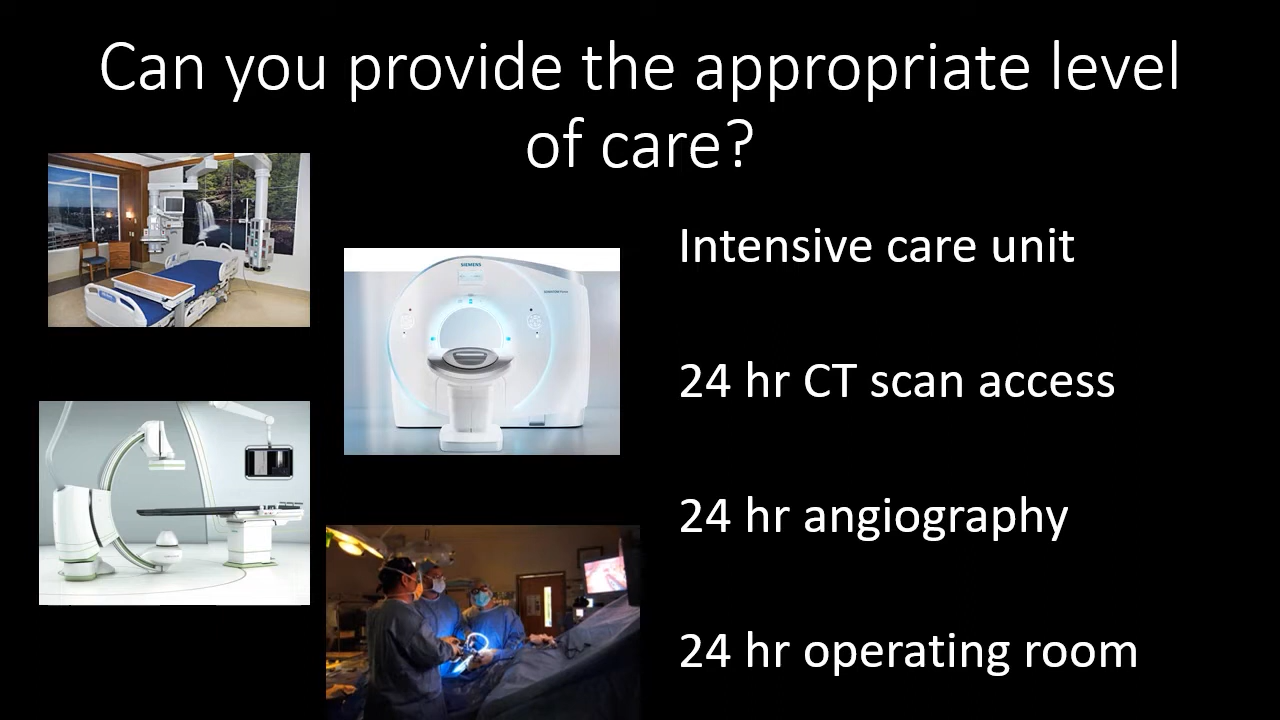 Can you provide the appropriate level
of care?
Intensive care unit
SIEMENS
24 hr CT scan access
24 hr angiography
24 hr operating room